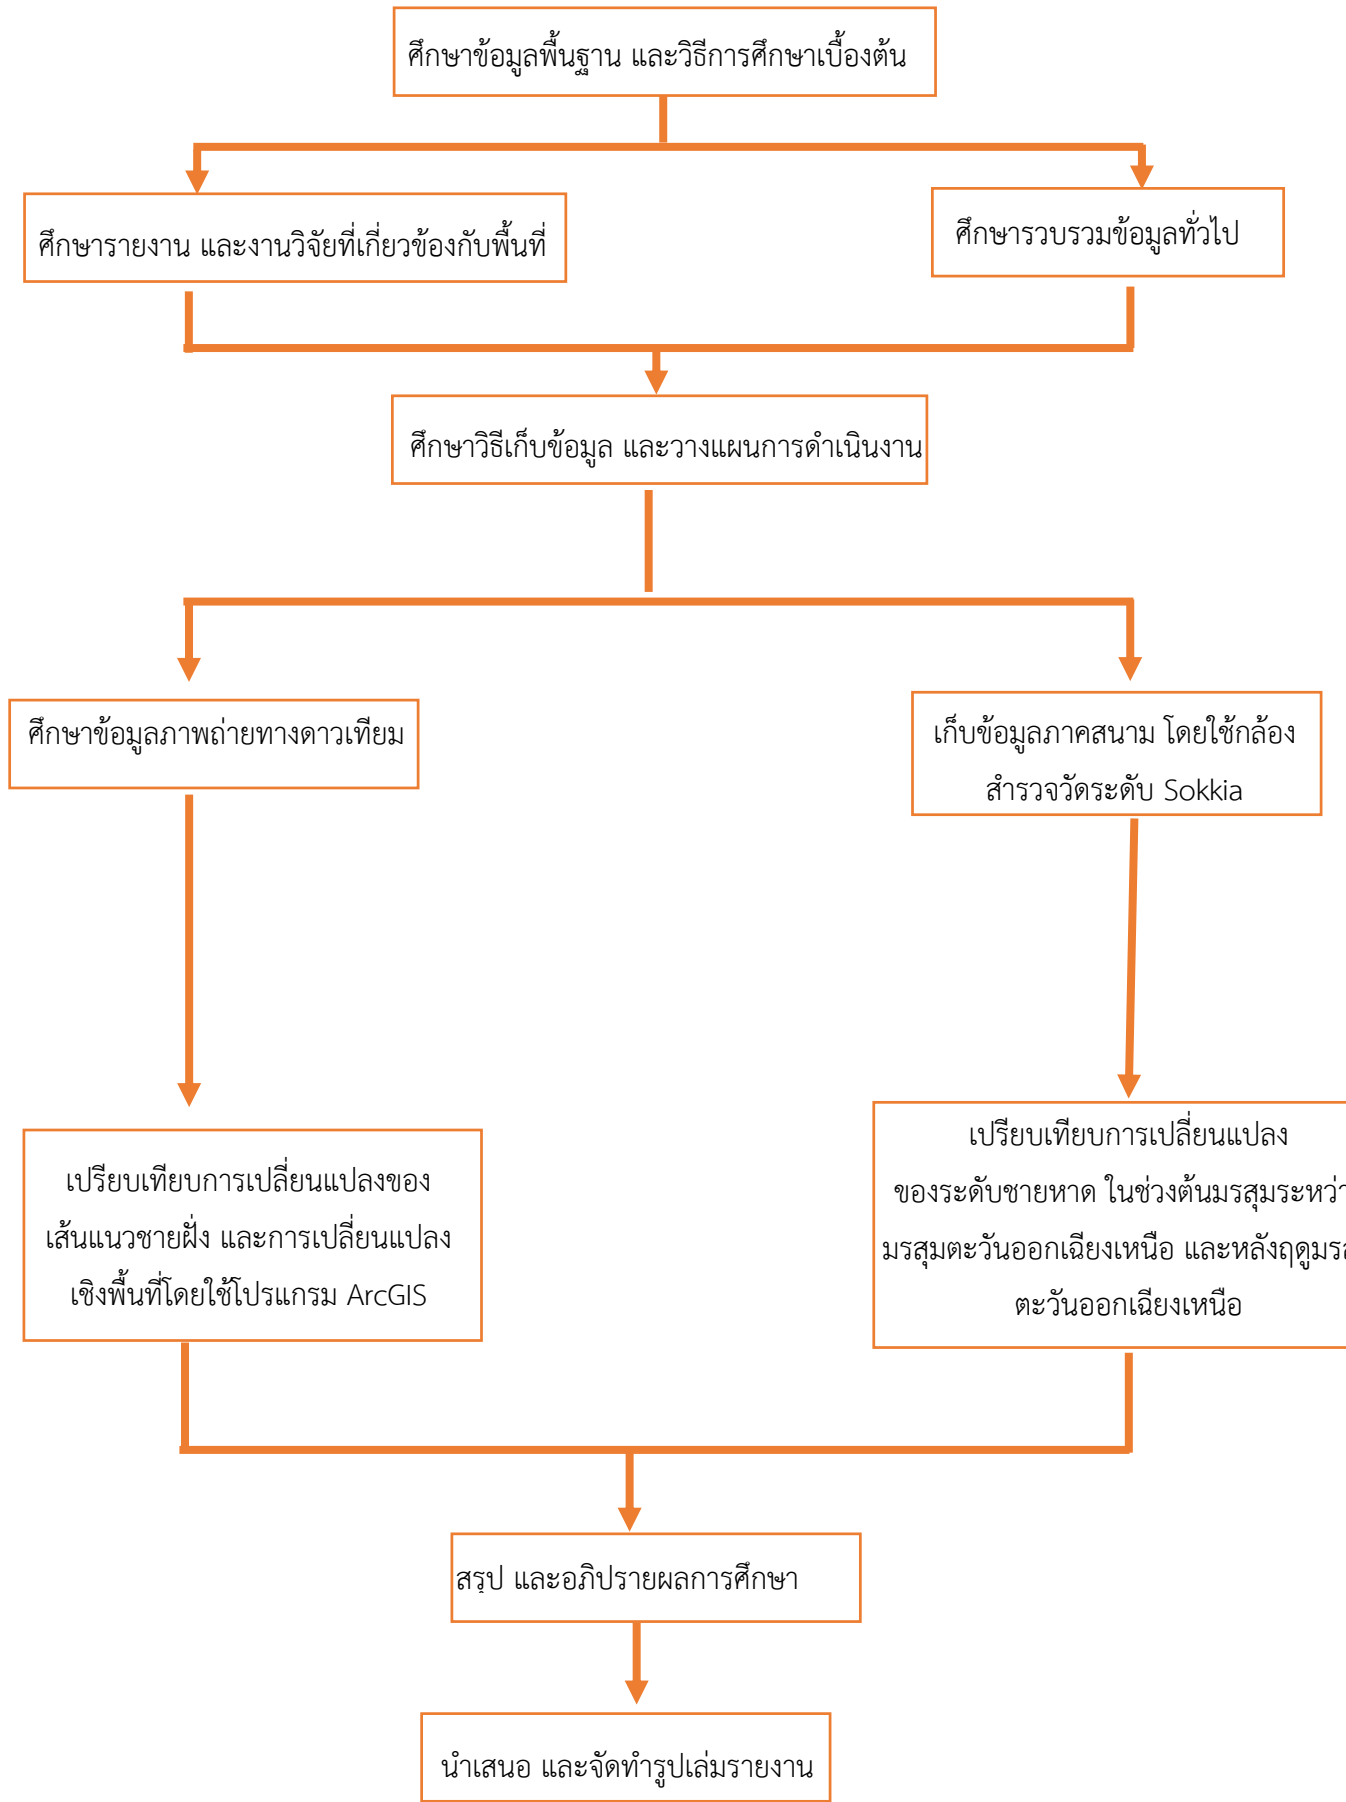 ศึกษาข้อมูลพื้นฐาน และวิธีการศึกษาเบื้องต้น
ศึกษารายงาน และงานวิจัยที่เกี่ยวข้องกับพื้นที่
ศึกษารวบรวมข้อมูลทั่วไป
ศึกษาวิธีเก็บข้อมูล และวางแผนการดำเนินงาน
ศึกษาข้อมูลภาพถ่ายทางดาวเทียม
เก็บข้อมูลภาคสนาม โดยใช้กล้อง
สำรวจวัดระดับ Sokkia
เปรียบเทียบการเปลี่ยนแปลงของ
เส้นแนวชายฝั่ง และการเปลี่ยนแปลง
เชิงพื้นที่โดยใช้โปรแกรม ArcGIS
เปรียบเทียบการเปลี่ยนแปลง
ของระดับชายหาด ในช่วงต้นมรสุมระหว่า
มรสุมตะวันออกเฉียงเหนือ และหลังฤดูมรส
ตะวันออกเฉียงเหนือ
สรุป และอภิปรายผลการศึกษา
นำเสนอ และจัดทำรูปเล่มรายงาน